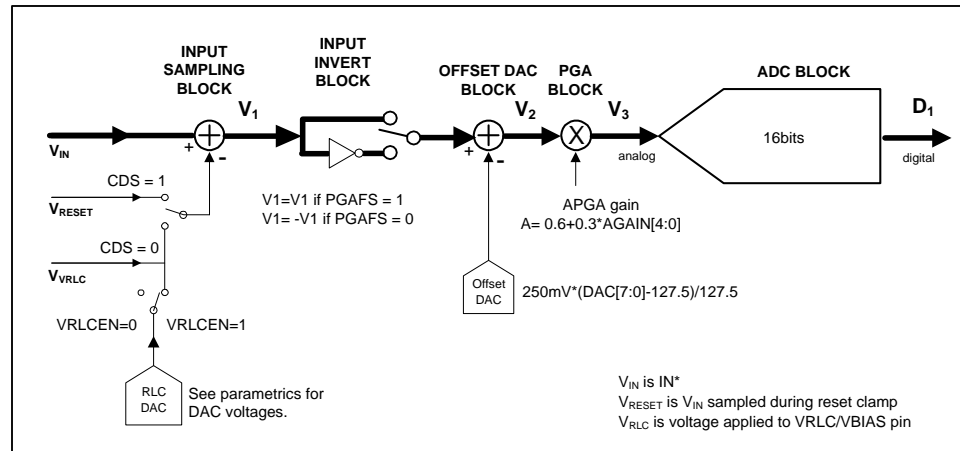 INPUT
SAMPLING
BLOCK
INPUT
INVERT
BLOCK
OFFSET DAC
BLOCK
PGA
BLOCK
ADC BLOCK
V1
V2
V3
D1
VIN
+
-
+
-
X
analog
16bits
digital
CDS = 1
VRESET
CDS = 0
VVRLC
V1=V1 if PGAFS = 1
V1= -V1 if PGAFS = 0
APGA gain
A= 0.6+0.3*AGAIN[4:0]
Offset
DAC
250mV*(DAC[7:0]-127.5)/127.5
VRLCEN=0
VRLCEN=1
RLC
DAC
See parametrics for
DAC voltages.
VIN is IN*
VRESET is VIN sampled during reset clamp
VRLC is voltage applied to VRLC/VBIAS pin